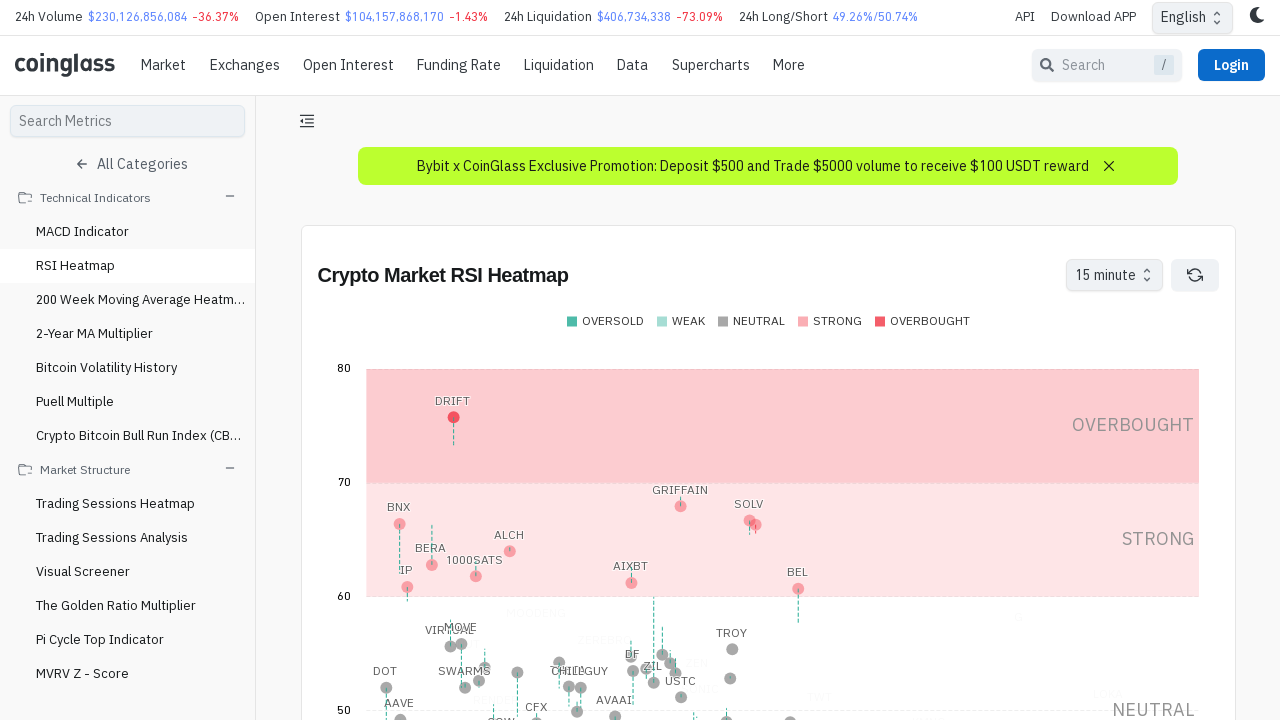 24h Volume $230,126,856,084 -36.37% Open Interest $104,157,868,170 -1.43% 24h Liquidation $406,734,338 -73.09% 24h Long/Short 49.26%/50.74% API Download APP English
coinglass Market Exchanges Open Interest Funding Rate Liquidation Data Supercharts More Search / Login
Search Metrics
All Categories
Technical Indicators
MACD Indicator
RSI Heatmap
200 Week Moving Average Heatm...
2-Year MA Multiplier
Bitcoin Volatility History
Puell Multiple
Crypto Bitcoin Bull Run Index (CB...
Market Structure
Trading Sessions Heatmap
Trading Sessions Analysis
Visual Screener
The Golden Ratio Multiplier
Pi Cycle Top Indicator
MVRV Z - Score
Bybit x CoinGlass Exclusive Promotion: Deposit $500 and Trade $5000 volume to receive $100 USDT reward
Crypto Market RSI Heatmap 15 minute
OVERSOLD WEAK NEUTRAL STRONG OVERBOUGHT
80
DRIFT
OVERBOUGHT
70
GRIFFAIN
BNX SOLV
ALCH
STRONG
BERA
1000SATS
IP AIXBT BEL
60
MOVE
VIRTUAL TROY
DF
ZIL
DOT SWARMS
USTC
AAVE AVAAI
CFX
50 NEUTRAL